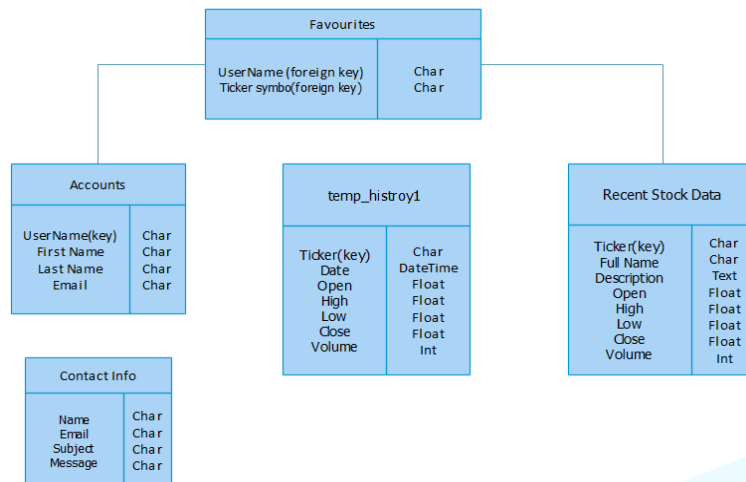 Favourites
UserName (foreign key) Char
Ticker symbo(foreign key) Char
Accounts
UserName(key) Char
First Name Char
Last Name Char
Email Char
temp_histroy1
Ticker(key) Char
Date DateTime
Open Float
High Float
Low Float
Close Float
Volume Int
Recent Stock Data
Ticker(key) Char
Full Name Char
Description Text
Open Float
High Float
Low Float
Close Float
Volume Int
Contact Info
Name Char
Email Char
Subject Char
Message Char